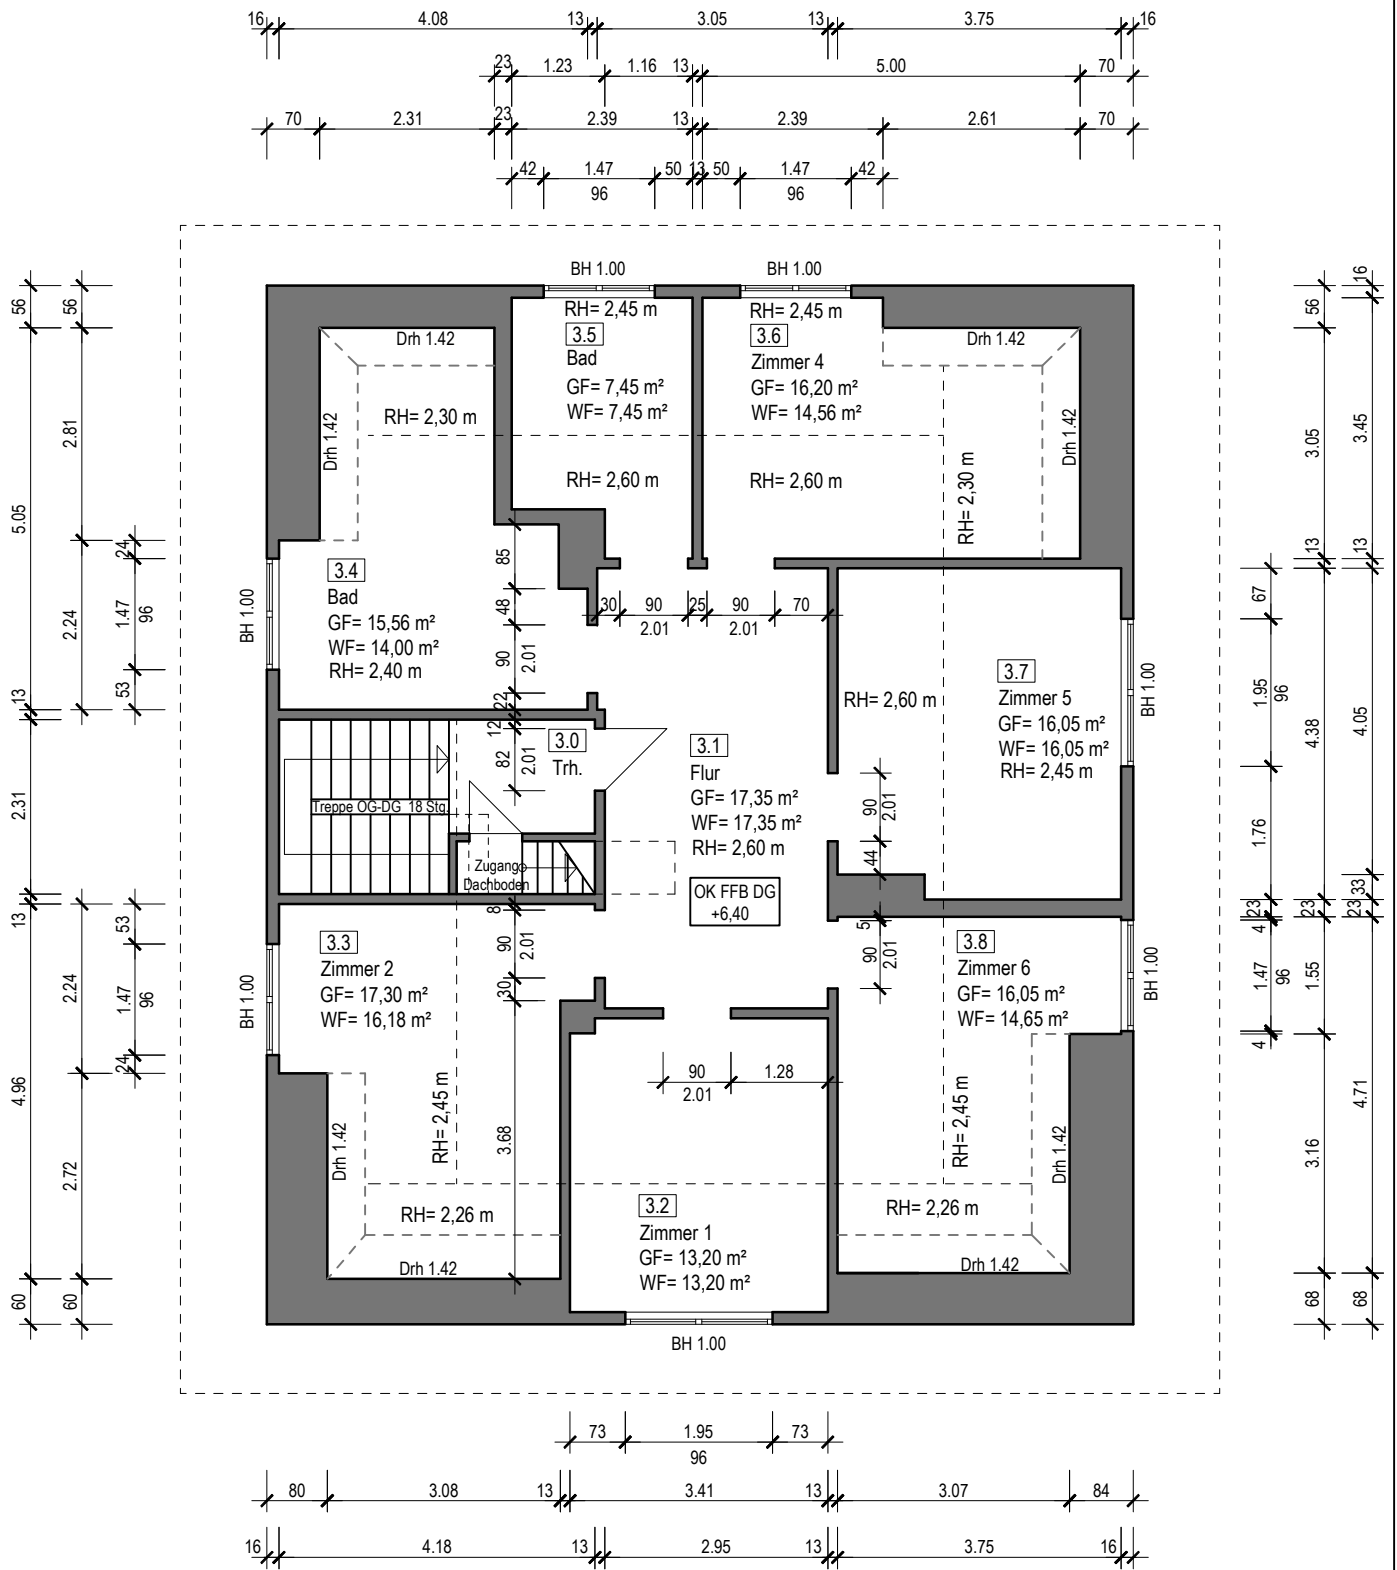 16 4.08 13 3.05 13 3.75 16
23 1.23 1.16 13 5.00 70
70 2.31 23 2.39 13 2.39 2.61 70
42 1.47 50 13 50 1.47 42
96 96
BH 1.00 BH 1.00
RH= 2,45 m
3.5
Bad
GF= 7,45 m²
WF= 7,45 m²
RH= 2,60 m
RH= 2,45 m
3.6
Zimmer 4
GF= 16,20 m²
WF= 14,56 m²
RH= 2,60 m
Drh 1.42
Drh 1.42
RH= 2,30 m
Drh 1.42
Drh 1.42
RH= 2,30 m
3.4
Bad
GF= 15,56 m²
WF= 14,00 m²
RH= 2,40 m
BH 1.00
85
48
90
2.01
22
12
82
2.01
30 90 25 90 70
2.01 2.01
3.7
Zimmer 5
GF= 16,05 m²
WF= 16,05 m²
RH= 2,45 m
RH= 2,60 m
BH 1.00
3.0
Trh.
3.1
Flur
GF= 17,35 m²
WF= 17,35 m²
RH= 2,60 m
OK FFB DG
+6,40
Treppe OG-DG 18 Stg.
Zugang
Dachboden
90
2.01
44
5
90
2.01
8
90
2.01
30
3.68
3.3
Zimmer 2
GF= 17,30 m²
WF= 16,18 m²
BH 1.00
RH= 2,45 m
Drh 1.42
RH= 2,26 m
Drh 1.42
3.8
Zimmer 6
GF= 16,05 m²
WF= 14,65 m²
BH 1.00
RH= 2,45 m
Drh 1.42
RH= 2,26 m
Drh 1.42
90 1.28
2.01
3.2
Zimmer 1
GF= 13,20 m²
WF= 13,20 m²
BH 1.00
56
5.05
13
2.31
13
4.96
60
56
2.81
2.24
2.24
2.72
60
24
1.47
96
53
53
1.47
96
24
67
1.95
96
1.76
23
4
1.47
96
4
56
3.05
13
4.38
23
1.55
3.16
68
16
3.45
13
4.05
33
23
4.71
68
73 1.95 73
96
80 3.08 13 3.41 13 3.07 84
16 4.18 13 2.95 13 3.75 16